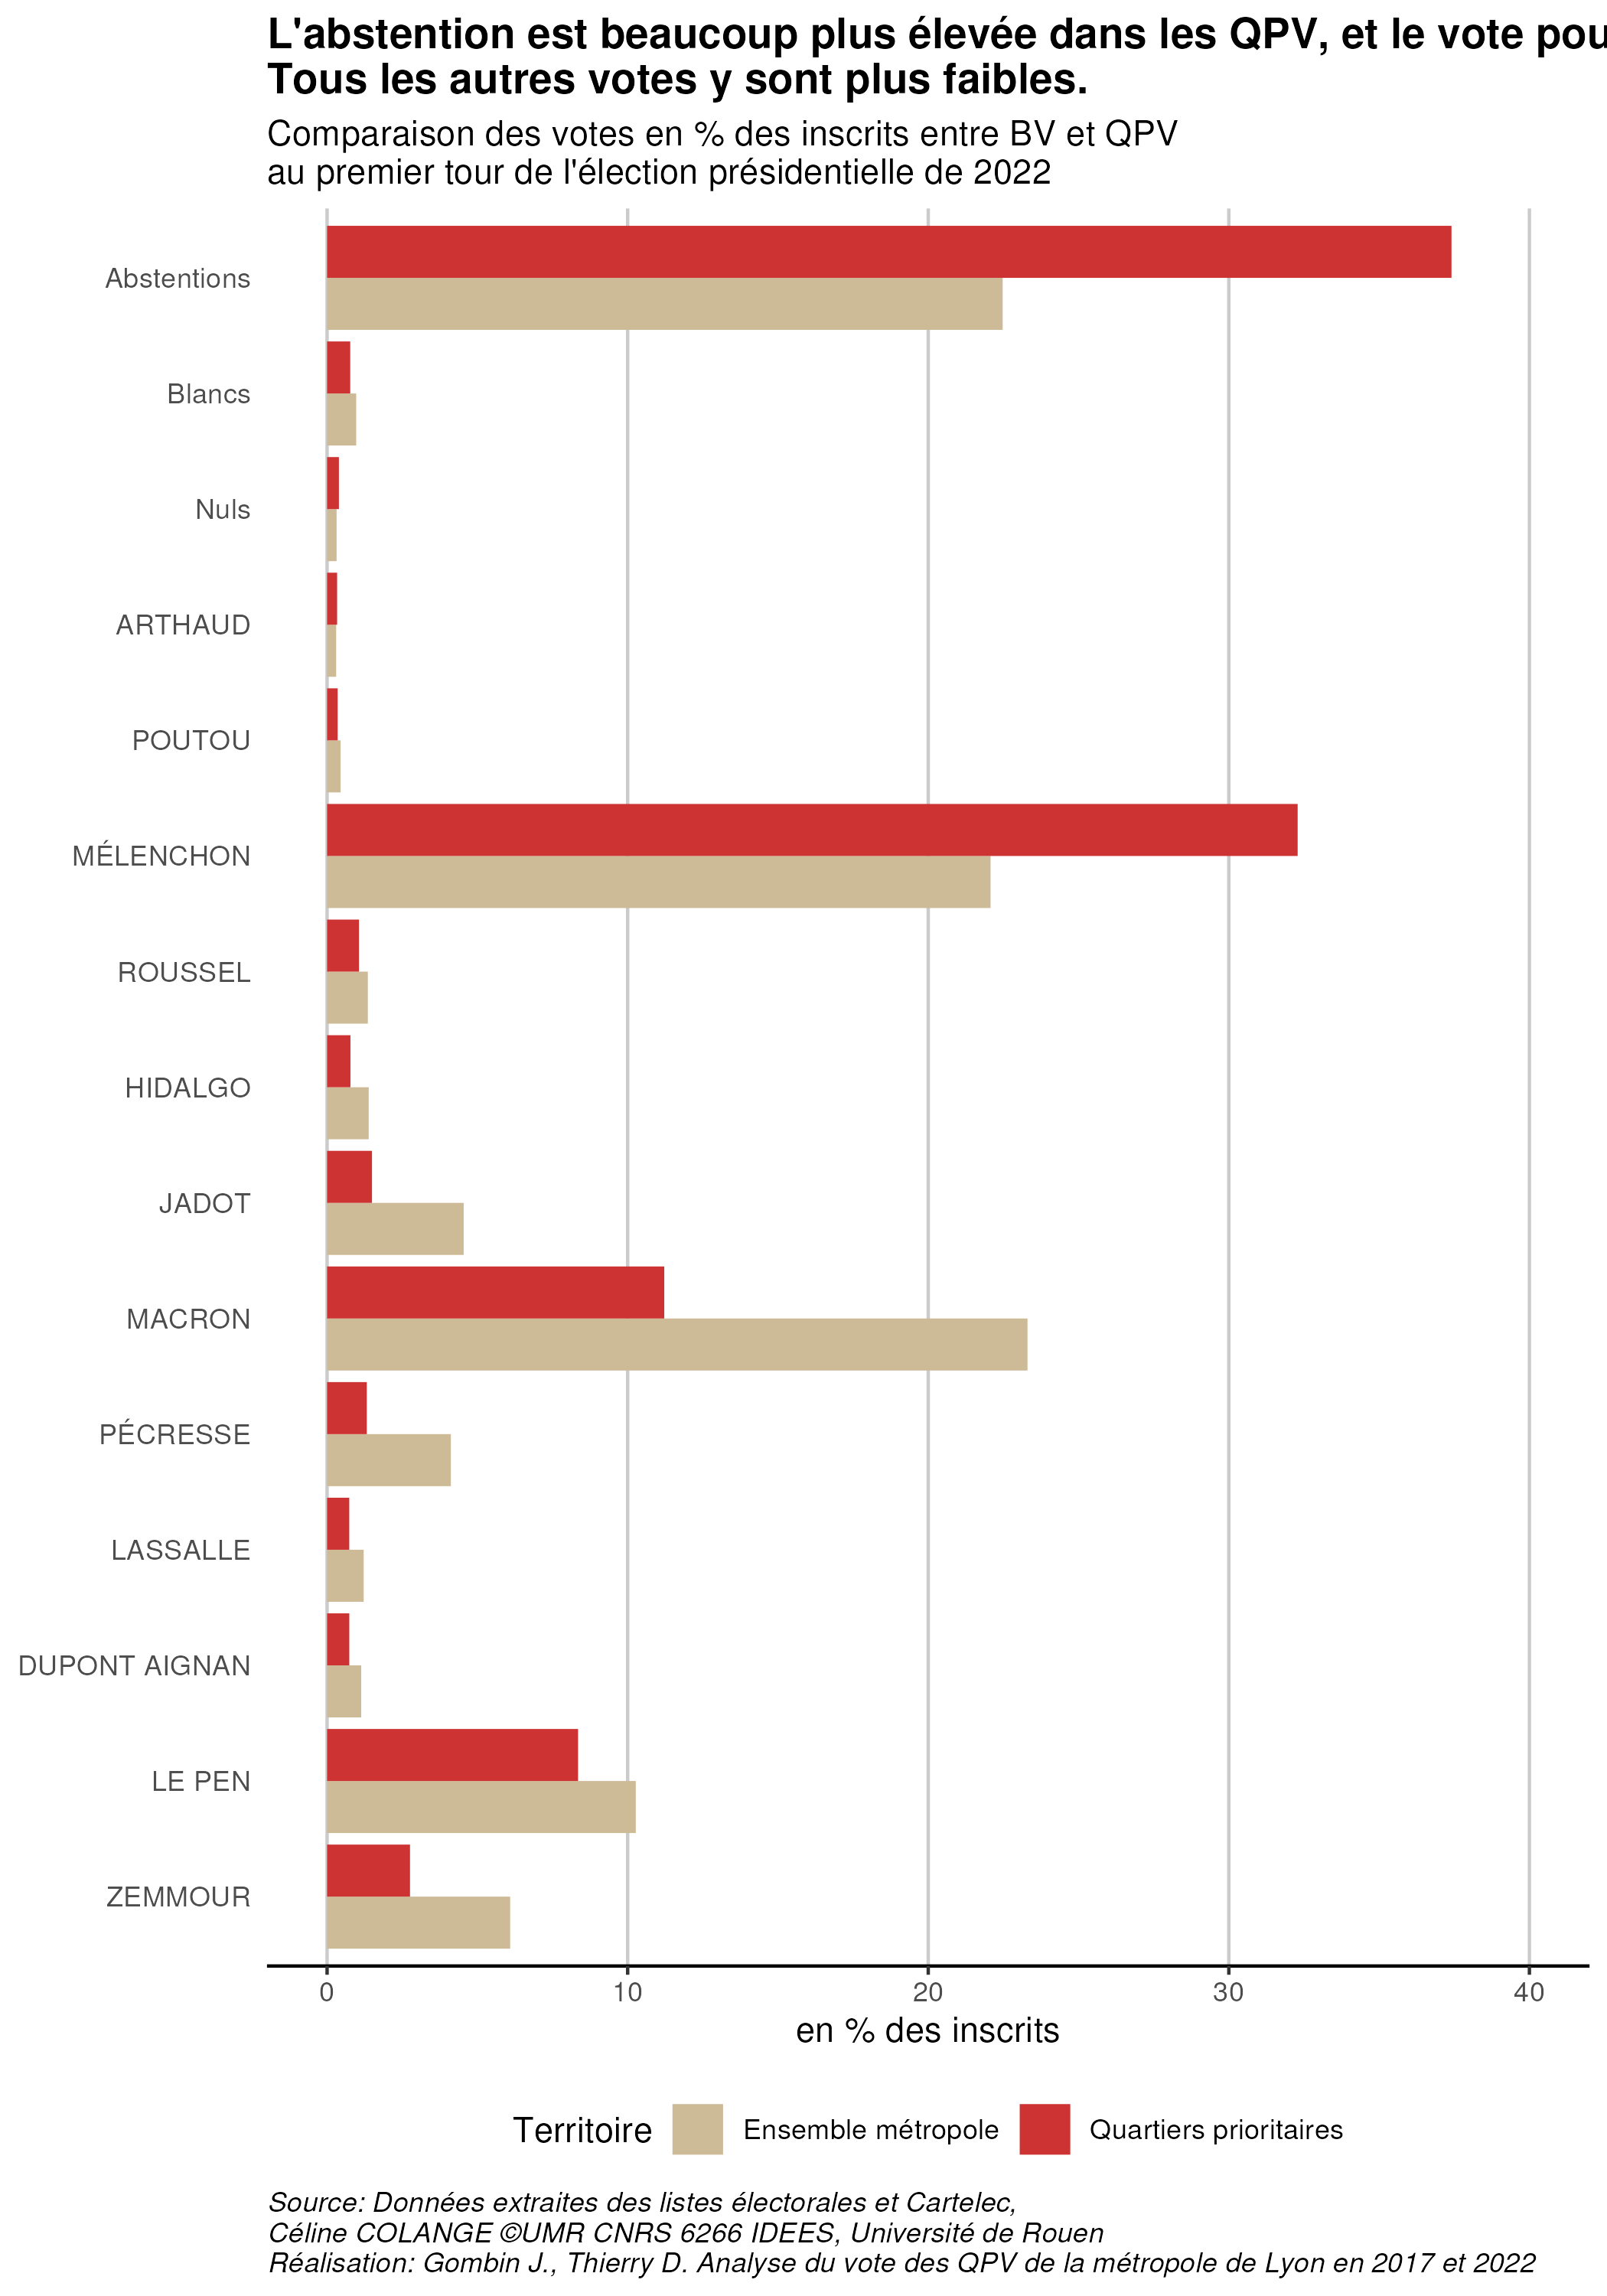 L'abstention est beaucoup plus élevée dans les QPV, et le vote
Tous les autres votes y sont plus faibles.
Comparaison des votes en % des inscrits entre BV et QPV
au premier tour de l'élection présidentielle de 2022
Abstentions
Blancs
Nuls
ARTHAUD
POUTOU
MÉLENCHON
ROUSSEL
HIDALGO
JADOT
MACRON
PÉCRESSE
LASSALLE
DUPONT AIGNAN
LE PEN
ZEMMOUR
0 10 20 30 40
en % des inscrits
Territoire Ensemble métropole Quartiers prioritaires
Source: Données extraites des listes électorales et Cartelec,
Céline COLANGE ©UMR CNRS 6266 IDEES, Université de Rouen
Réalisation: Gombin J., Thierry D. Analyse du vote des QPV de la métropole de Lyon en 2017 et 2022